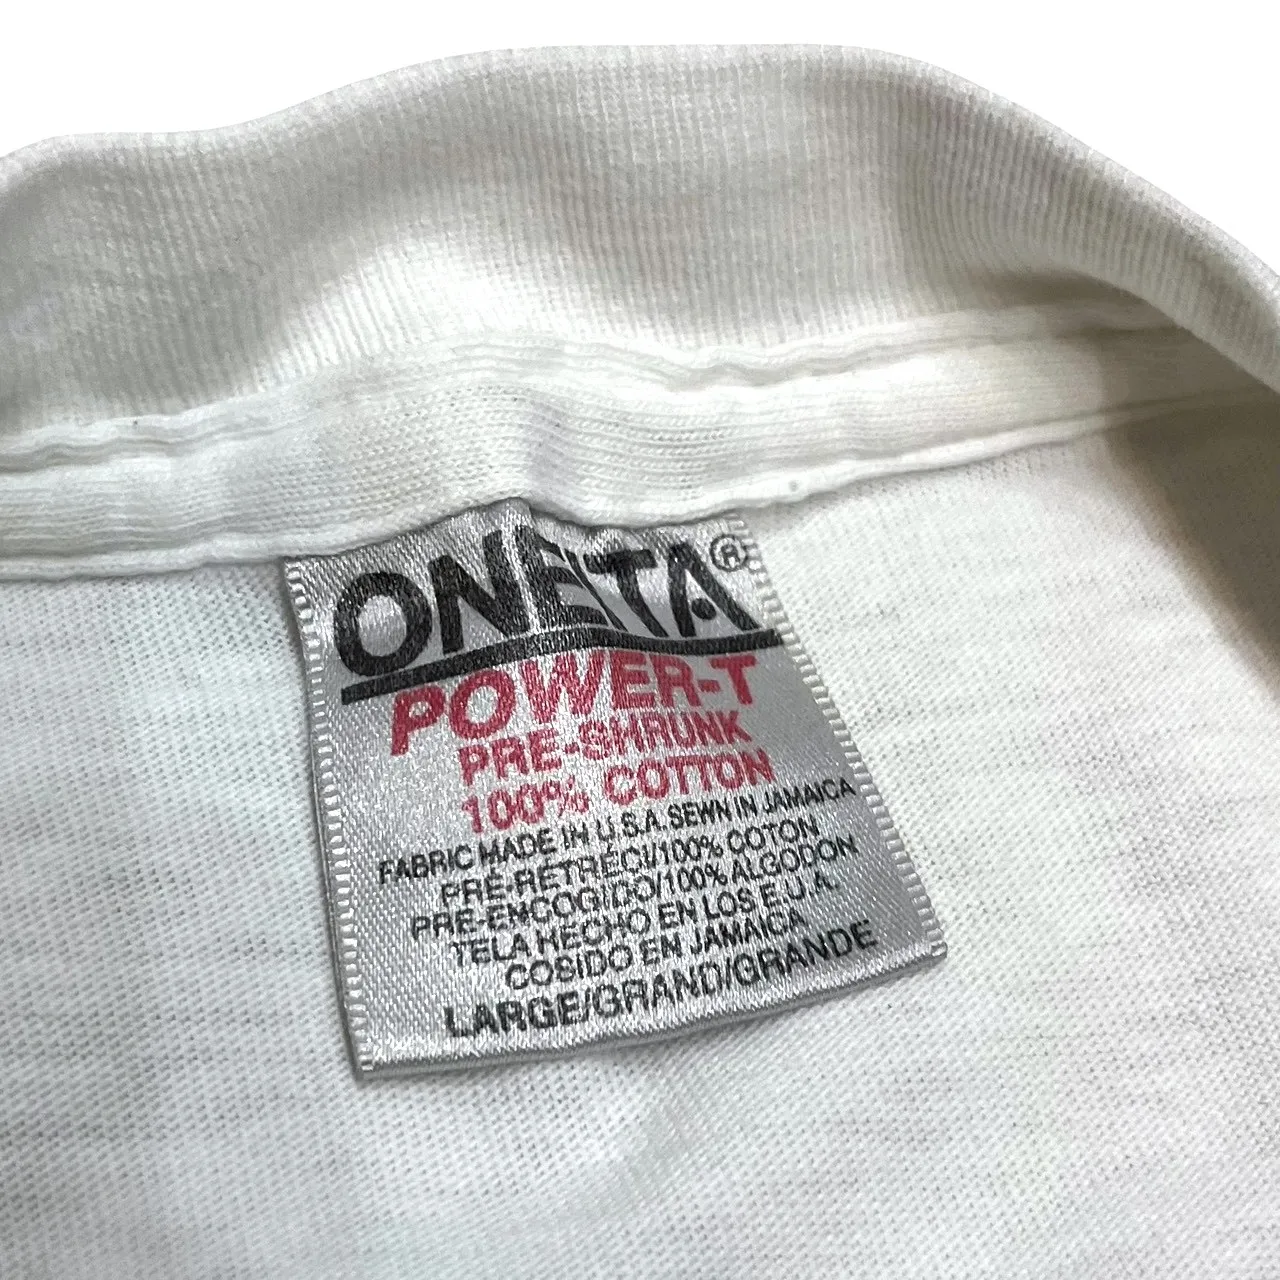 ONEITA®
POWER-T
PRE-SHRUNK
100% COTTON
FABRIC MADE IN U.S.A. SEWN IN JAMAICA
PRÉ-RÉTRÉCI/100% COTON
PRE-ENCOGIDO/100% ALGODON
TELA HECHO EN LOS E.U.A.
COSIDO EN JAMAICA
LARGE/GRAND/GRANDE